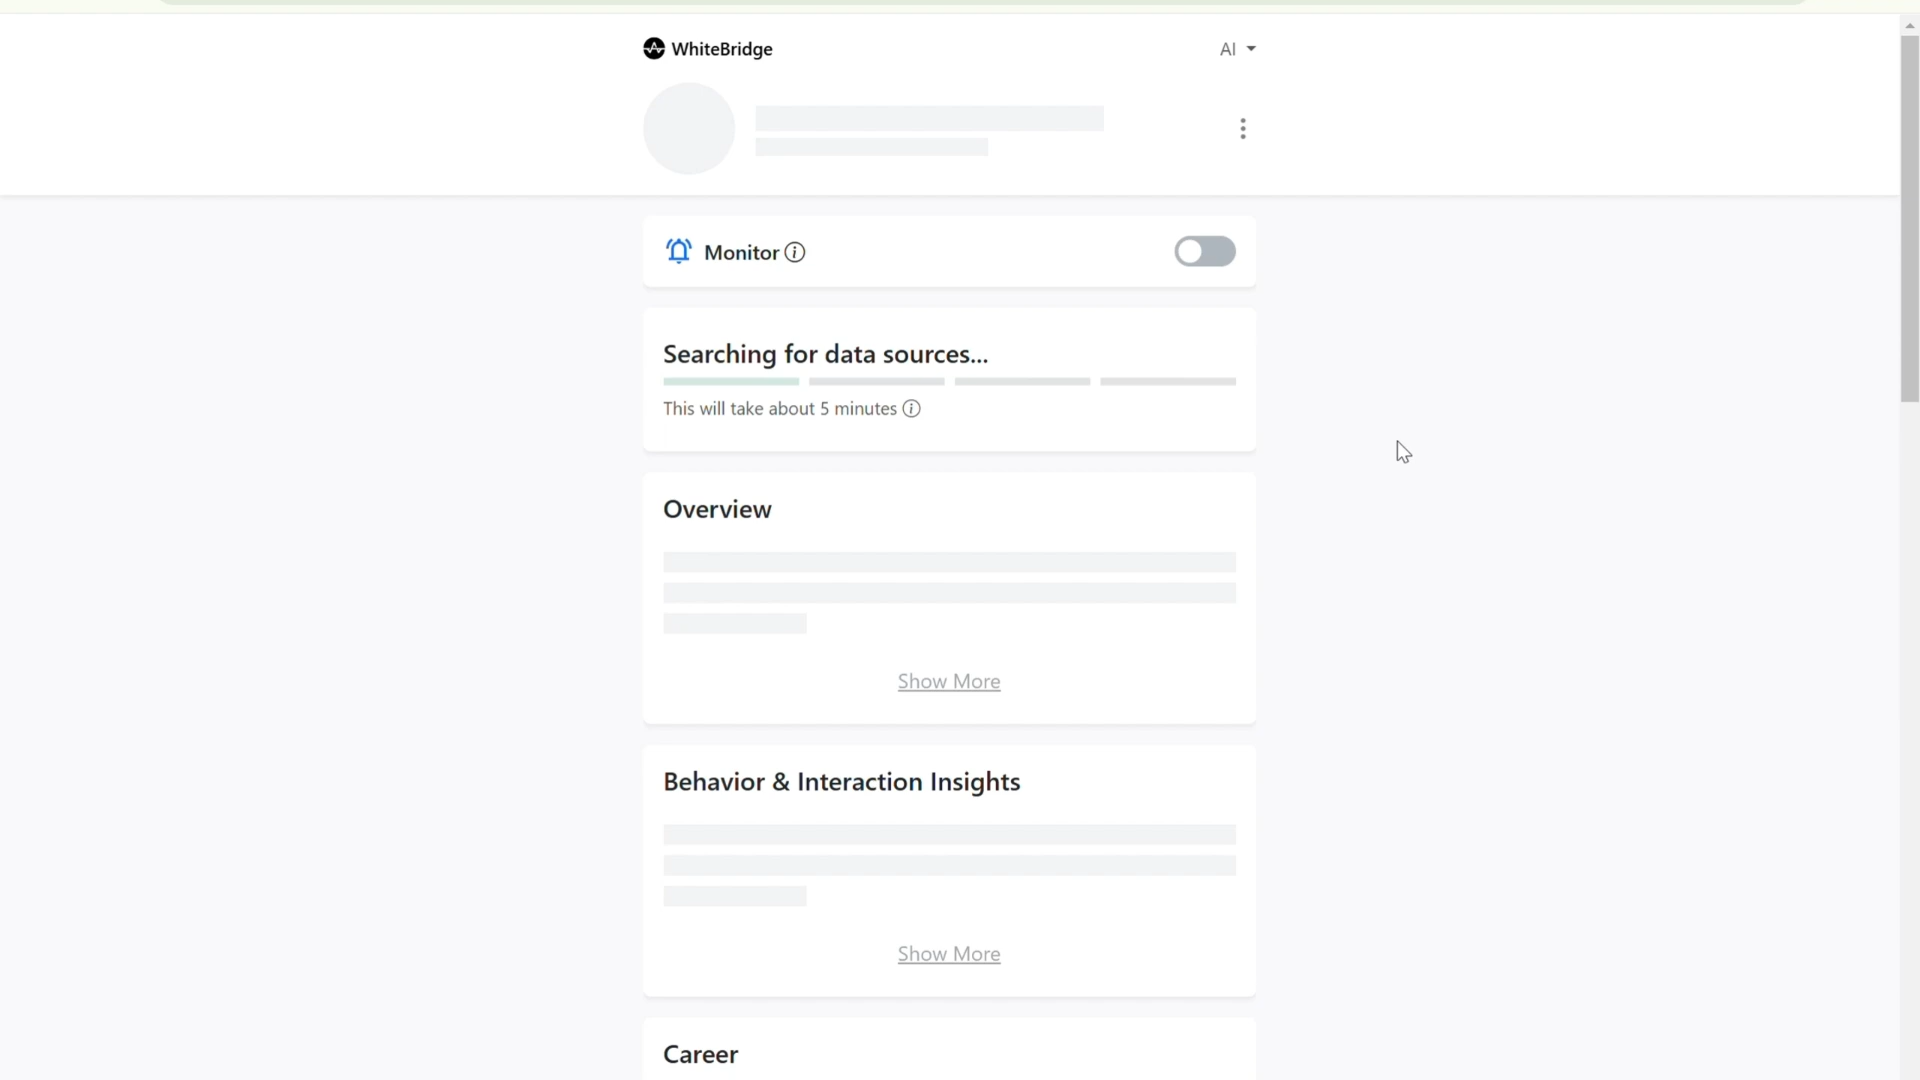 WhiteBridge
AI
Monitor
Searching for data sources...
This will take about 5 minutes
Overview
Show More
Behavior & Interaction Insights
Show More
Career